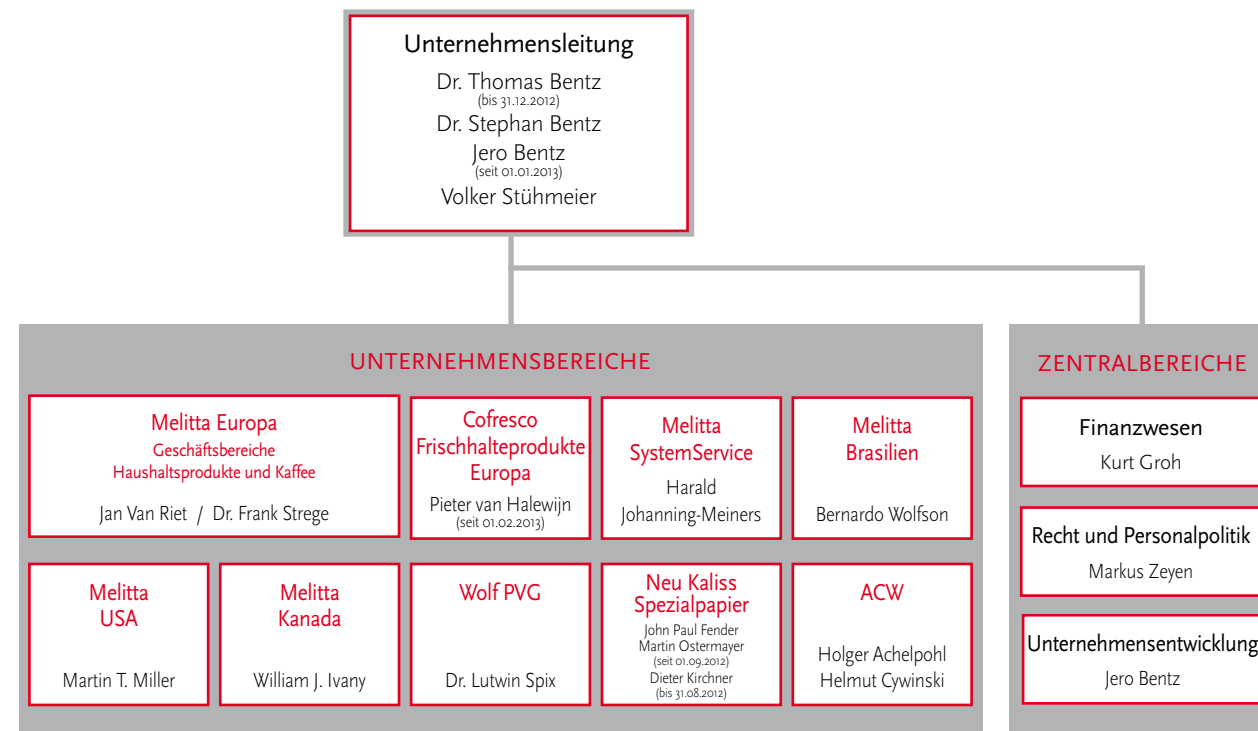 Unternehmensleitung
Dr. Thomas Bentz
(bis 31.12.2012)
Dr. Stephan Bentz
Jero Bentz
(seit 01.01.2013)
Volker Stühmeier
UNTERNEHMENSBEREICHE
Melitta Europa
Geschäftsbereiche
Haushaltsprodukte und Kaffee
Jan Van Riet / Dr. Frank Strege
Cofresco
Frischhalteprodukte
Europa
Pieter van Halewijn
(seit 01.02.2013)
Melitta
SystemService
Harald
Johanning-Meiners
Melitta
Brasilien
Bernardo Wolfson
Melitta
USA
Martin T. Miller
Melitta
Kanada
William J. Ivany
Wolf PVG
Dr. Lutwin Spix
Neu Kaliss
Spezialpapier
John Paul Fender
Martin Ostermayer
(seit 01.09.2012)
Dieter Kirchner
(bis 31.08.2012)
ACW
Holger Achelpohl
Helmut Cywinski
ZENTRALBEREICHE
Finanzwesen
Kurt Groh
Recht und Personalpolitik
Markus Zeyen
Unternehmensentwicklung
Jero Bentz